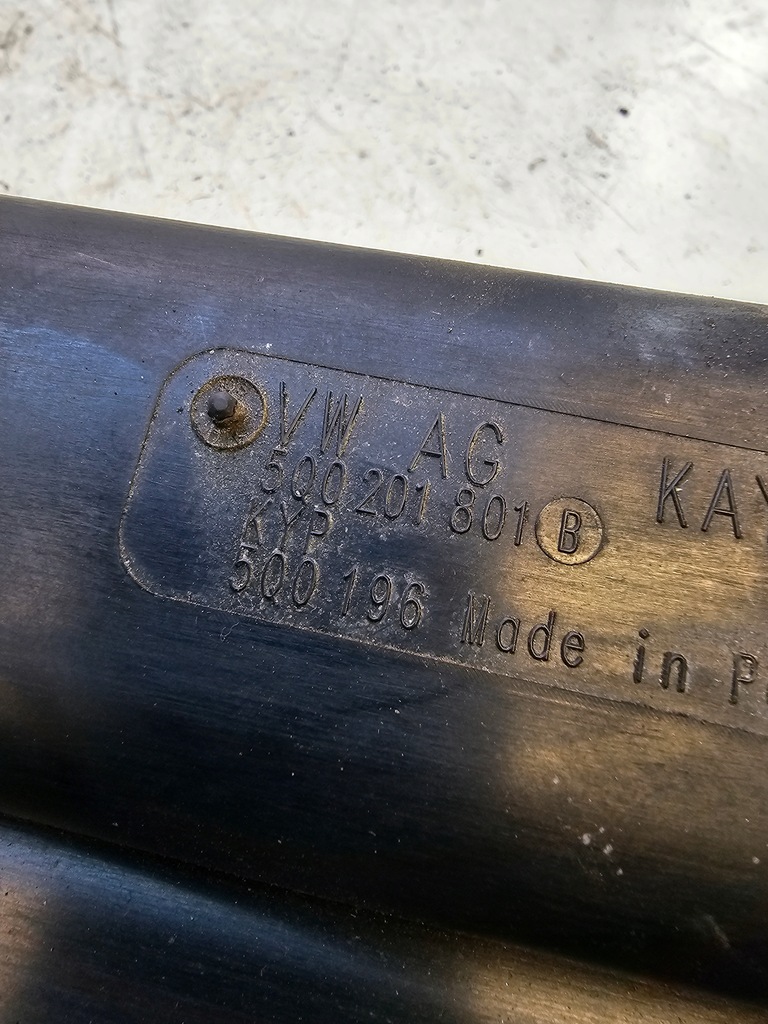 VW AG KAY
5Q0 201 801 B
KYP
5Q0 196 Made in P